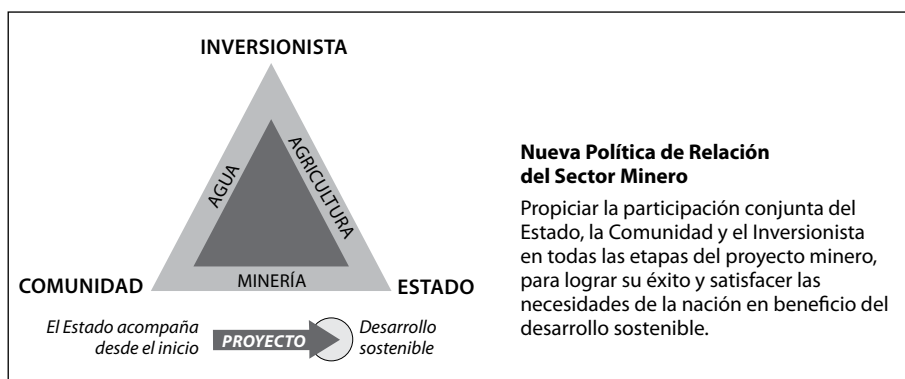 INVERSIONISTA
AGUA
AGRICULTURA
MINERÍA
COMUNIDAD
ESTADO
El Estado acompaña
desde el inicio
PROYECTO
Desarrollo
sostenible
Nueva Política de Relación
del Sector Minero
Propiciar la participación conjunta del
Estado, la Comunidad y el Inversionista
en todas las etapas del proyecto minero,
para lograr su éxito y satisfacer las
necesidades de la nación en beneficio del
desarrollo sostenible.